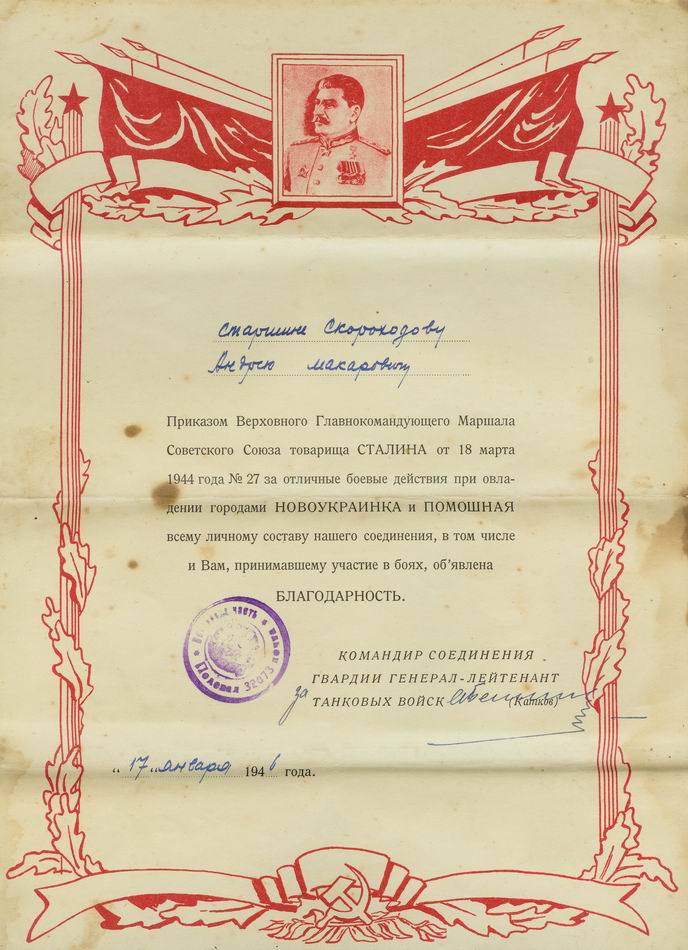 Старшине Скороходову
Андрею Макаровичу
Приказом Верховного Главнокомандующего Маршала
Советского Союза товарища СТАЛИНА от 18 марта
1944 года № 27 за отличные боевые действия при овла-
дении городами НОВОУКРАИНКА и ПОМОШНАЯ
всему личному составу нашего соединения, в том числе
и Вам, принимавшему участие в боях, об’явлена
БЛАГОДАРНОСТЬ.
часть
Полевая 32073
КОМАНДИР СОЕДИНЕНИЯ
ГВАРДИИ ГЕНЕРАЛ-ЛЕЙТЕНАНТ
за ТАНКОВЫХ ВОЙСК (Катков)
„17“ января 1946 года.